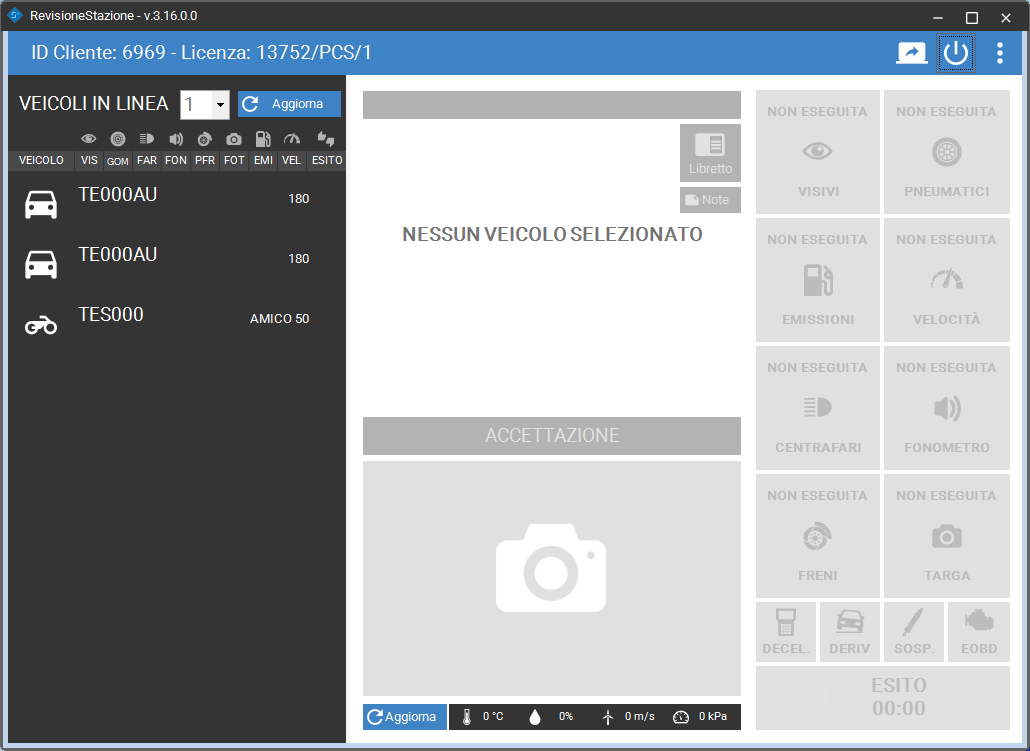 RevisioneStazione - v.3.16.0.0
ID Cliente: 6969 - Licenza: 13752/PCS/1
VEICOLI IN LINEA 1 Aggiorna
VEICOLO VIS GOM FAR FON PFR FOT EMI VEL ESITO
TE000AU 180
TE000AU 180
TES000 AMICO 50
Libretto
Note
NESSUN VEICOLO SELEZIONATO
ACCETTAZIONE
Aggiorna 0 °C 0% 0 m/s 0 kPa
NON ESEGUITA NON ESEGUITA
VISIVI PNEUMATICI
NON ESEGUITA NON ESEGUITA
EMISSIONI VELOCITÀ
NON ESEGUITA NON ESEGUITA
CENTRAFARI FONOMETRO
NON ESEGUITA NON ESEGUITA
FRENI TARGA
DECEL. DERIV SOSP. EOBD
ESITO
00:00